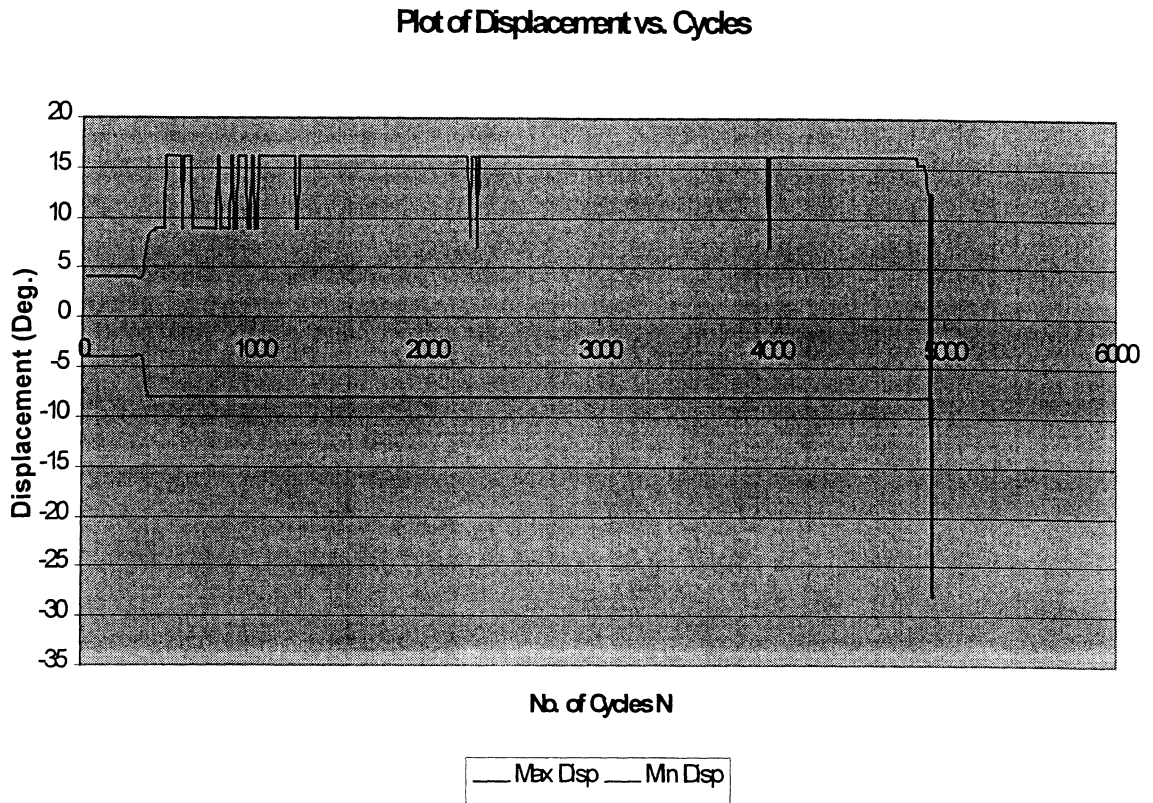 Plot of Displacement vs. Cycles
20
15
10
5
0
-5
-10
-15
-20
-25
-30
-35
Displacement (Deg.)
0 1000 2000 3000 4000 5000 6000
No. of Cycles N
Max Disp Min Disp